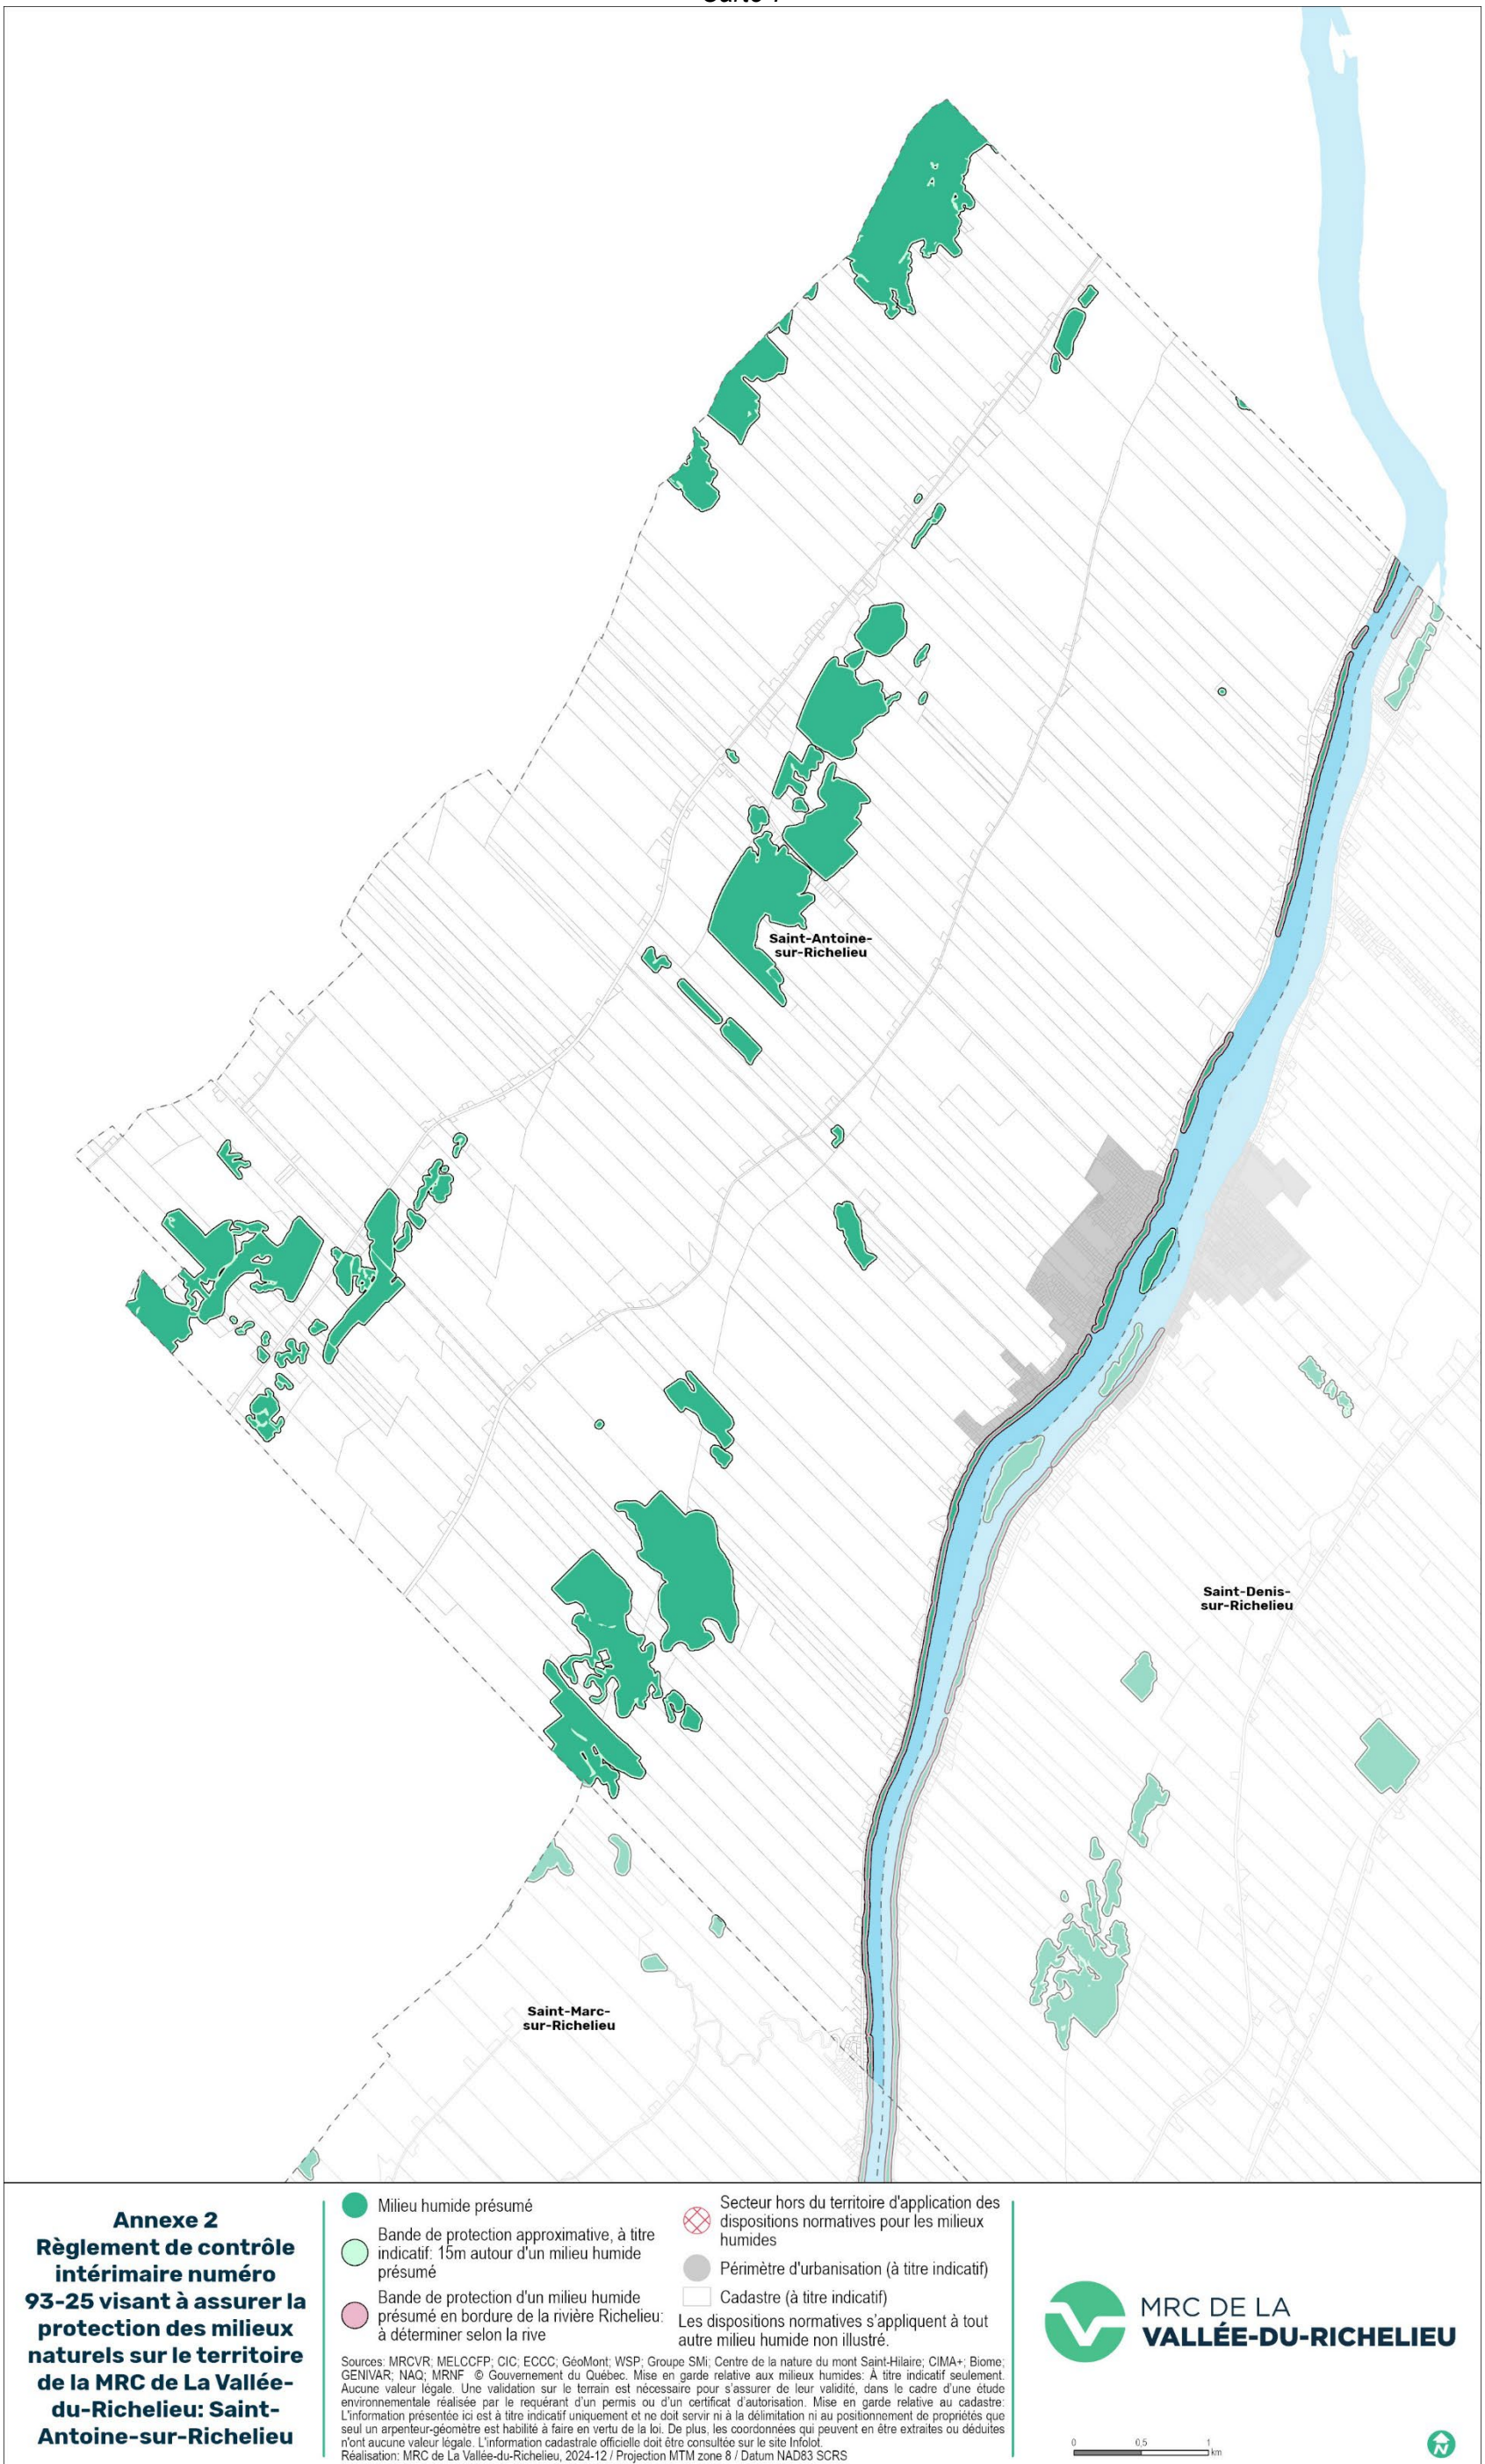 Saint-Antoine-
sur-Richelieu
Saint-Denis-
sur-Richelieu
Saint-Marc-
sur-Richelieu
Annexe 2
Règlement de contrôle
intérimaire numéro
93-25 visant à assurer la
protection des milieux
naturels sur le territoire
de la MRC de La Vallée-
du-Richelieu: Saint-
Antoine-sur-Richelieu
Milieu humide présumé
Bande de protection approximative, à titre
indicatif: 15m autour d'un milieu humide
présumé
Bande de protection d'un milieu humide
présumé en bordure de la rivière Richelieu:
à déterminer selon la rive
Secteur hors du territoire d'application des
dispositions normatives pour les milieux
humides
Périmètre d'urbanisation (à titre indicatif)
Cadastre (à titre indicatif)
Les dispositions normatives s'appliquent à tout
autre milieu humide non illustré.
Sources: MRCVR; MELCCFP; CIC; ECCC; GéoMont; WSP; Groupe SMi; Centre de la nature du mont Saint-Hilaire; CIMA+; Biome;
GENIVAR; NAQ; MRNF © Gouvernement du Québec. Mise en garde relative aux milieux humides: À titre indicatif seulement.
Aucune valeur légale. Une validation sur le terrain est nécessaire pour s'assurer de leur validité, dans le cadre d'une étude
environnementale réalisée par le requérant d'un permis ou d'un certificat d'autorisation. Mise en garde relative au cadastre:
L'information présentée ici est à titre indicatif uniquement et ne doit servir ni à la délimitation ni au positionnement de propriétés que
seul un arpenteur-géomètre est habilité à faire en vertu de la loi. De plus, les coordonnées qui peuvent en être extraites ou déduites
n'ont aucune valeur légale. L'information cadastrale officielle doit être consultée sur le site Infolot.
Réalisation: MRC de La Vallée-du-Richelieu, 2024-12 / Projection MTM zone 8 / Datum NAD83 SCRS
MRC DE LA
VALLÉE-DU-RICHELIEU
0 0,5 1
km
N